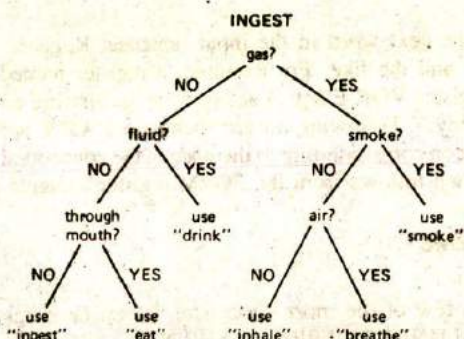 INGEST
gas?
NO YES
fluid? smoke?
NO YES NO YES
through use air? use
mouth? "drink" "smoke"
NO YES NO YES
use use use use
"ingest" "eat" "inhale" "breathe"